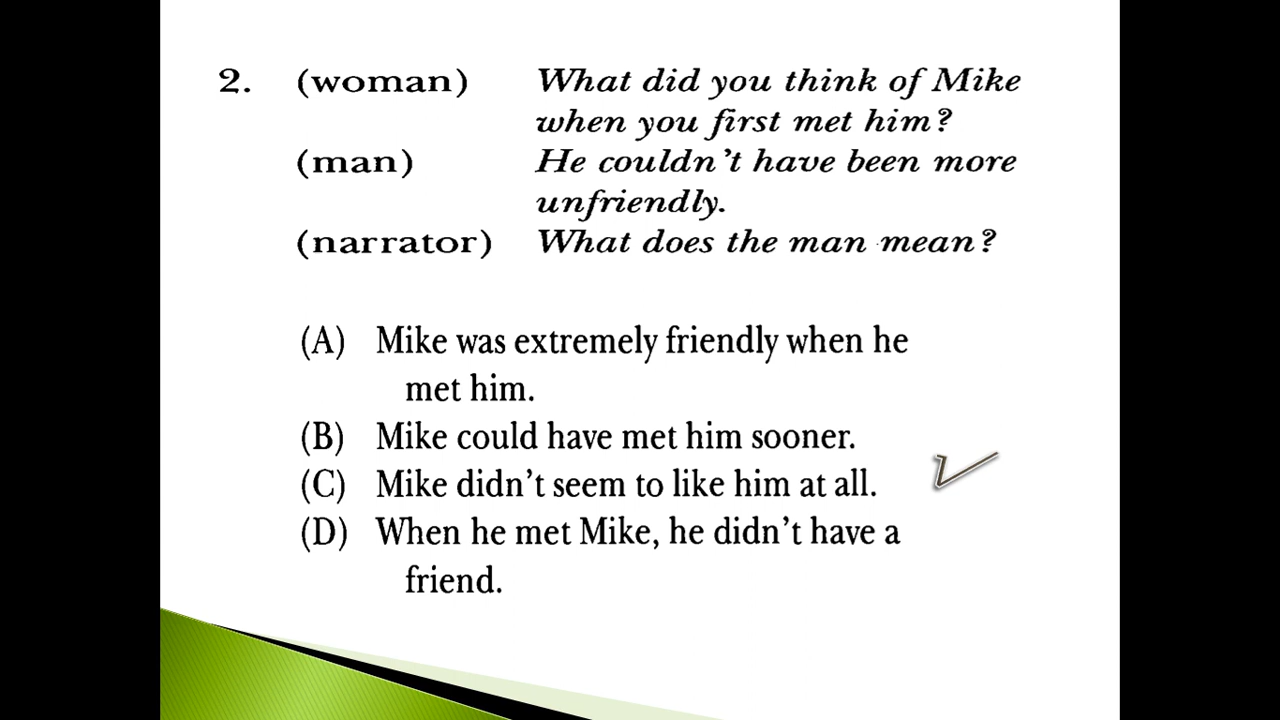 2. (woman) What did you think of Mike
when you first met him?
(man) He couldn't have been more
unfriendly.
(narrator) What does the man mean?
(A) Mike was extremely friendly when he
met him.
(B) Mike could have met him sooner.
(C) Mike didn't seem to like him at all.
(D) When he met Mike, he didn't have a
friend.